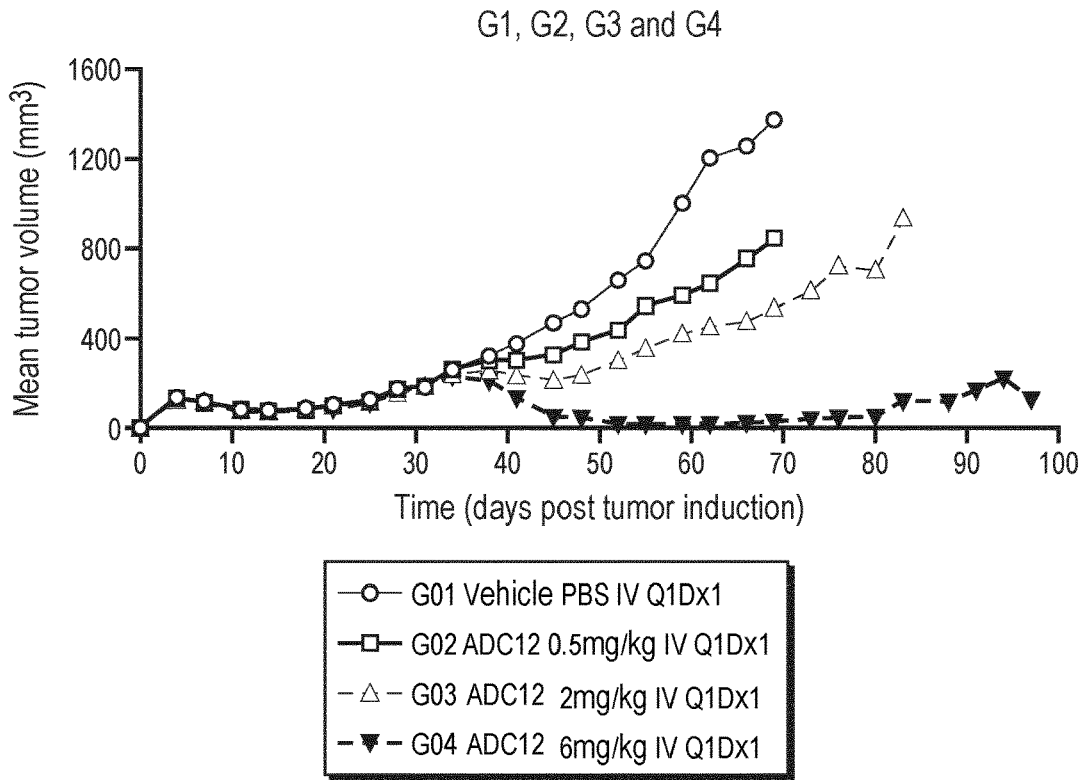 G1, G2, G3 and G4
Mean tumor volume (mm³)
1600
1200
800
400
0
0 10 20 30 40 50 60 70 80 90 100
Time (days post tumor induction)
G01 Vehicle PBS IV Q1Dx1
G02 ADC12 0.5mg/kg IV Q1Dx1
G03 ADC12 2mg/kg IV Q1Dx1
G04 ADC12 6mg/kg IV Q1Dx1